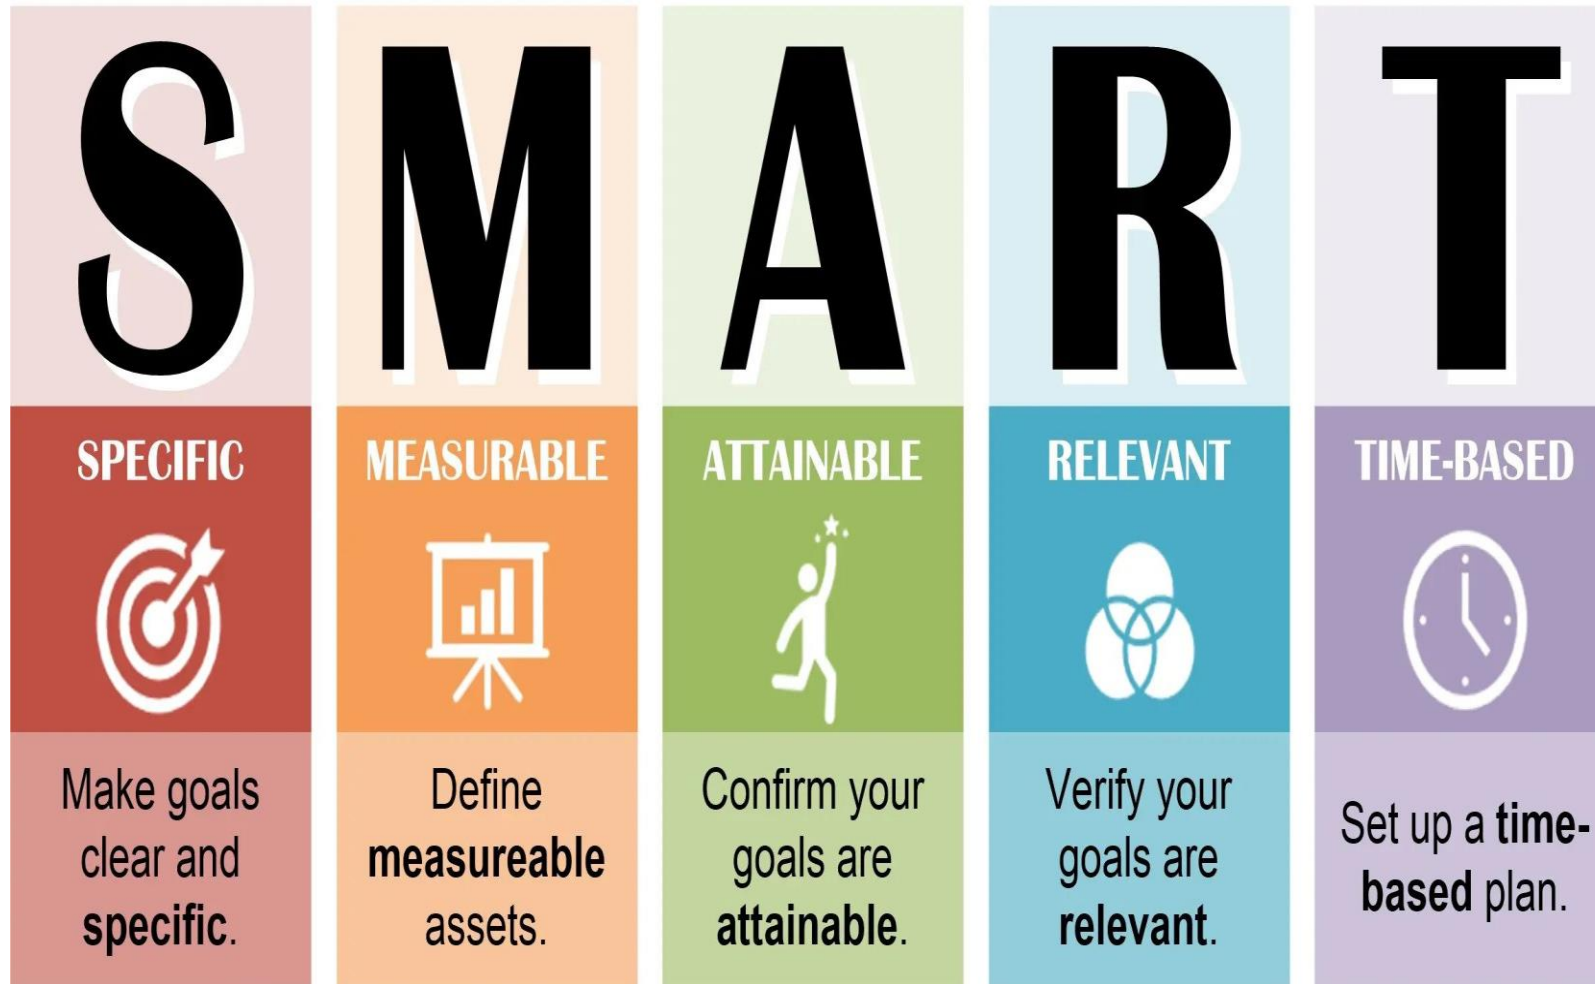 S
SPECIFIC
Make goals
clear and
specific.
M
MEASURABLE
Define
measureable
assets.
A
ATTAINABLE
Confirm your
goals are
attainable.
R
RELEVANT
Verify your
goals are
relevant.
T
TIME-BASED
Set up a time-
based plan.